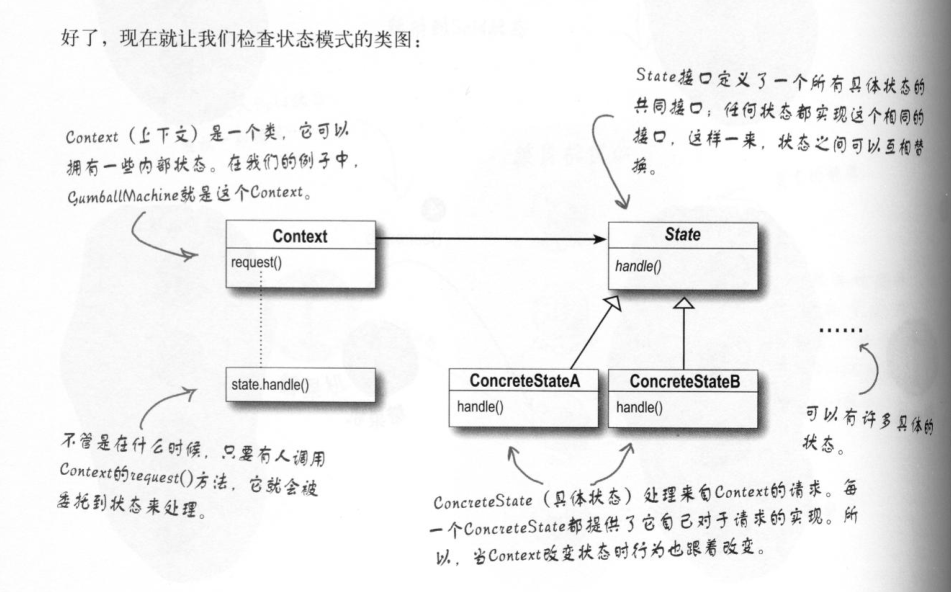 好了，现在就让我们检查状态模式的类图：
State接口定义了一个所有具体状态的
共同接口；任何状态都实现这个相同的
接口，这样一来，状态之间可以互相替
换。
Context（上下文）是一个类，它可以
拥有一些内部状态。在我们的例子中，
GumballMachine就是这个Context。
Context
request()
State
handle()
state.handle()
ConcreteStateA
handle()
ConcreteStateB
handle()
......
可以有许多具体的
状态。
不管是在什么时候，只要有人调用
Context的request()方法，它就会被
委托到状态来处理。
ConcreteState（具体状态）处理来自Context的请求。每
一个ConcreteState都提供了它自己对于请求的实现。所
以，当Context改变状态时行为也跟着改变。